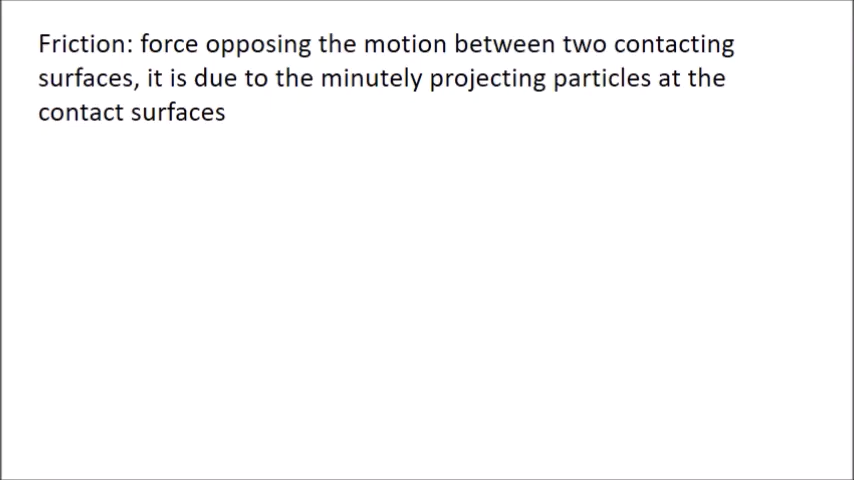 Friction: force opposing the motion between two contacting
surfaces, it is due to the minutely projecting particles at the
contact surfaces